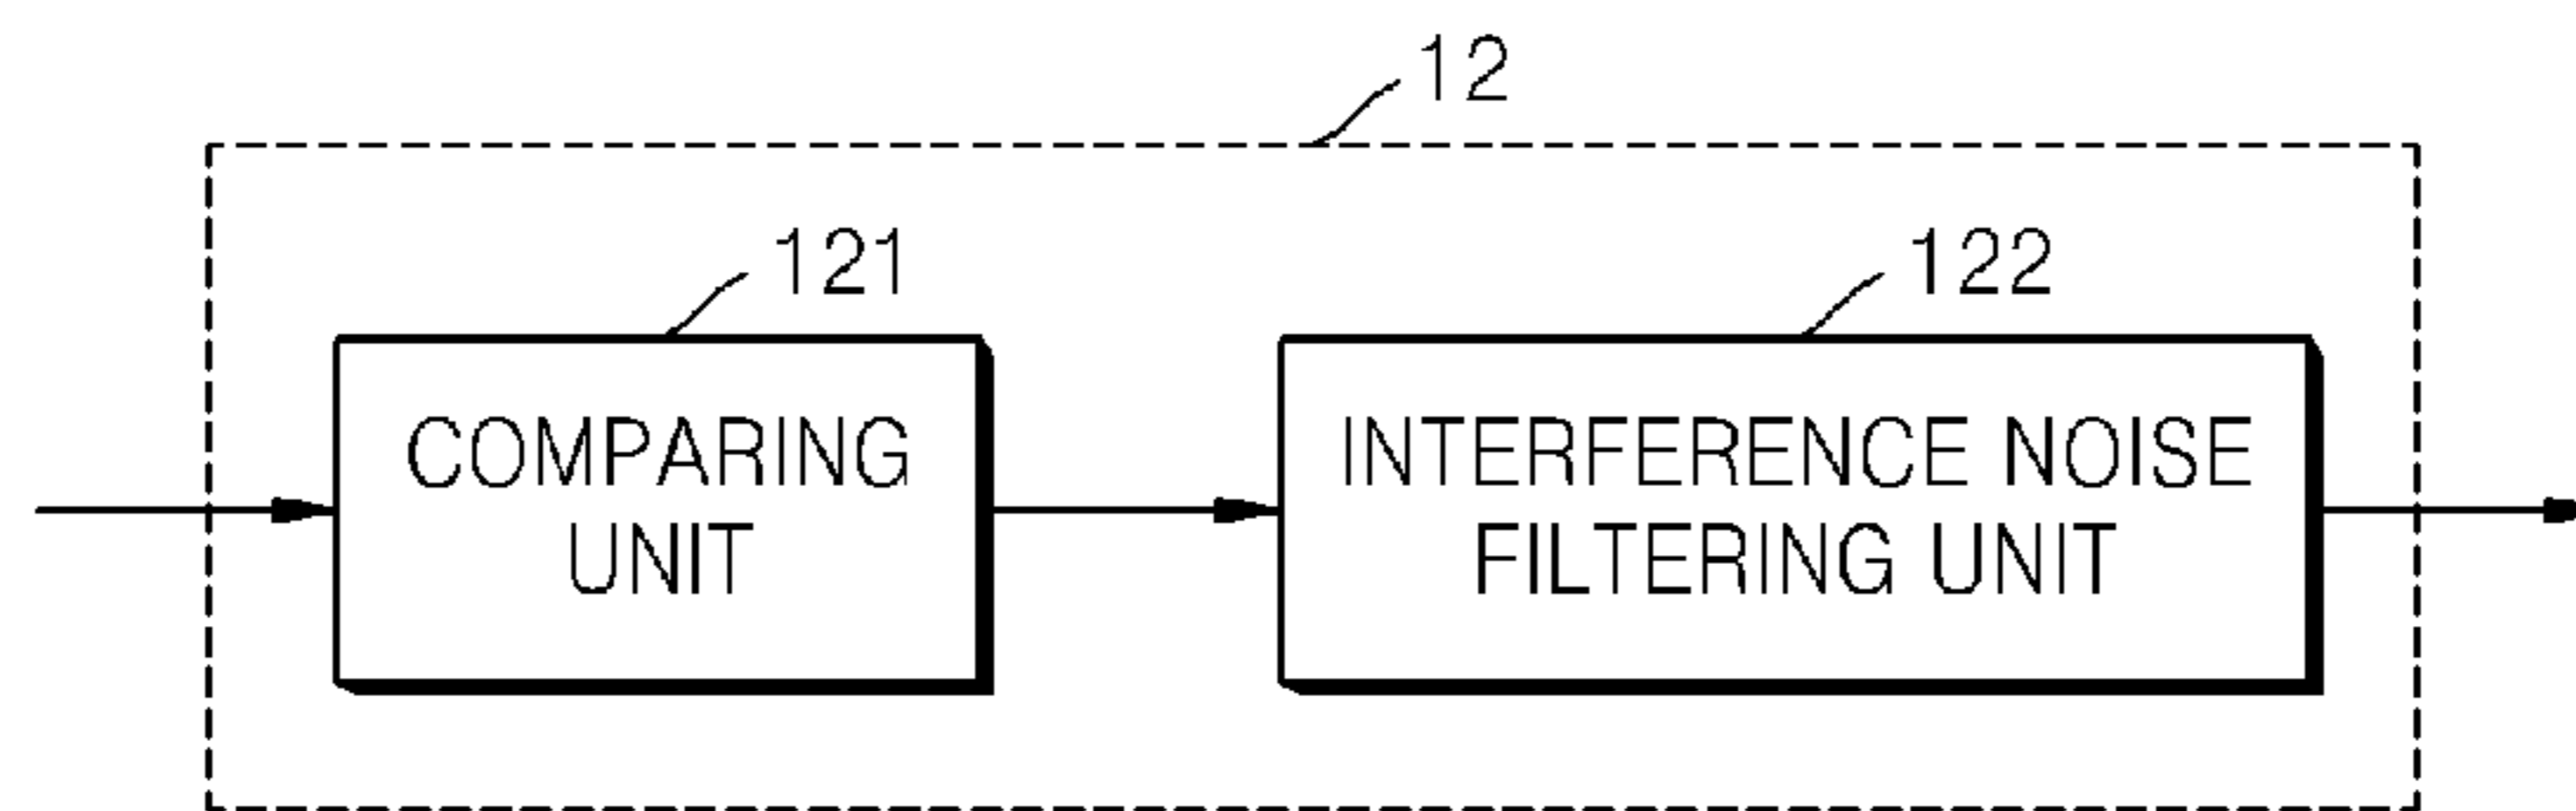 12
121
122
COMPARING
UNIT
INTERFERENCE NOISE
FILTERING UNIT